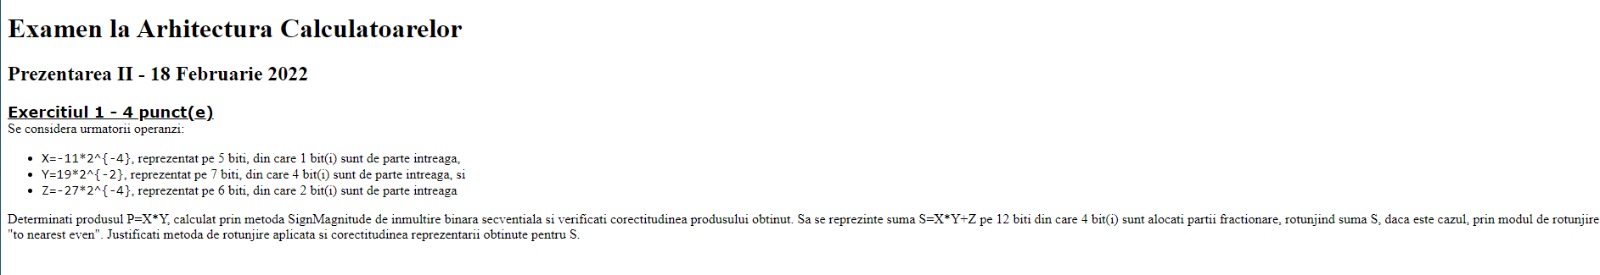 Examen la Arhitectura Calculatoarelor
Prezentarea II - 18 Februarie 2022
Exercitiul 1 - 4 punct(e)
Se considera urmatorii operanzi:
• X=-11*2^{-4}, reprezentat pe 5 biti, din care 1 bit(i) sunt de parte intreaga,
• Y=19*2^{-2}, reprezentat pe 7 biti, din care 4 bit(i) sunt de parte intreaga, si
• Z=-27*2^{-4}, reprezentat pe 6 biti, din care 2 bit(i) sunt de parte intreaga
Determinati produsul P=X*Y, calculat prin metoda SignMagnitude de inmultire binara secventiala si verificati corectitudinea produsului obtinut. Sa se reprezinte suma S=X*Y+Z pe 12 biti din care 4 bit(i) sunt alocati partii fractionare, rotunjind suma S, daca este cazul, prin modul de rotunjire
"to nearest even". Justificati metoda de rotunjire aplicata si corectitudinea reprezentarii obtinute pentru S.